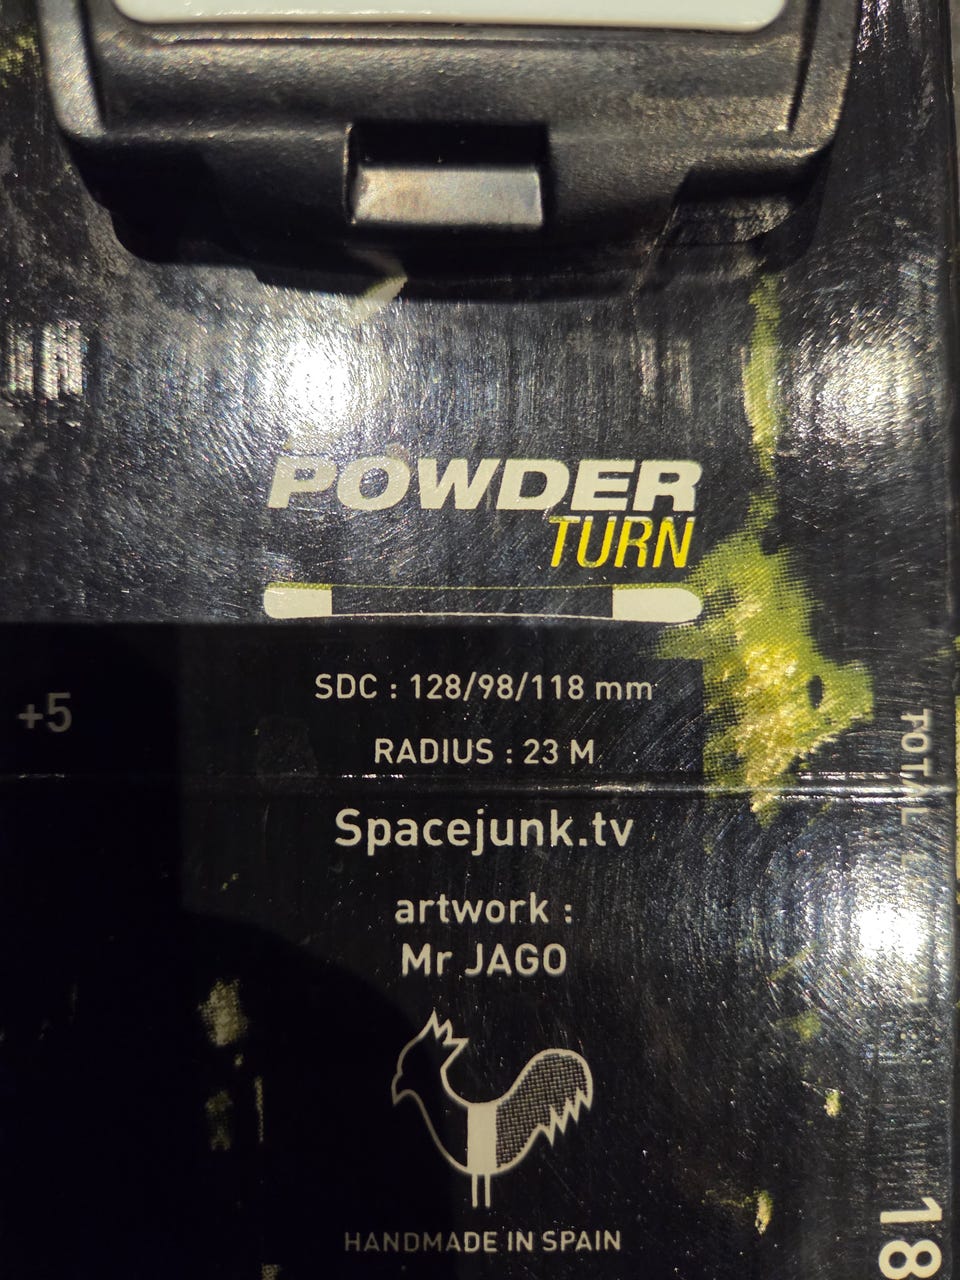 POWDER
TURN
SDC : 128/98/118 mm
+5
RADIUS : 23 M
TOTAL
Spacejunk.tv
artwork :
Mr JAGO
18
HANDMADE IN SPAIN